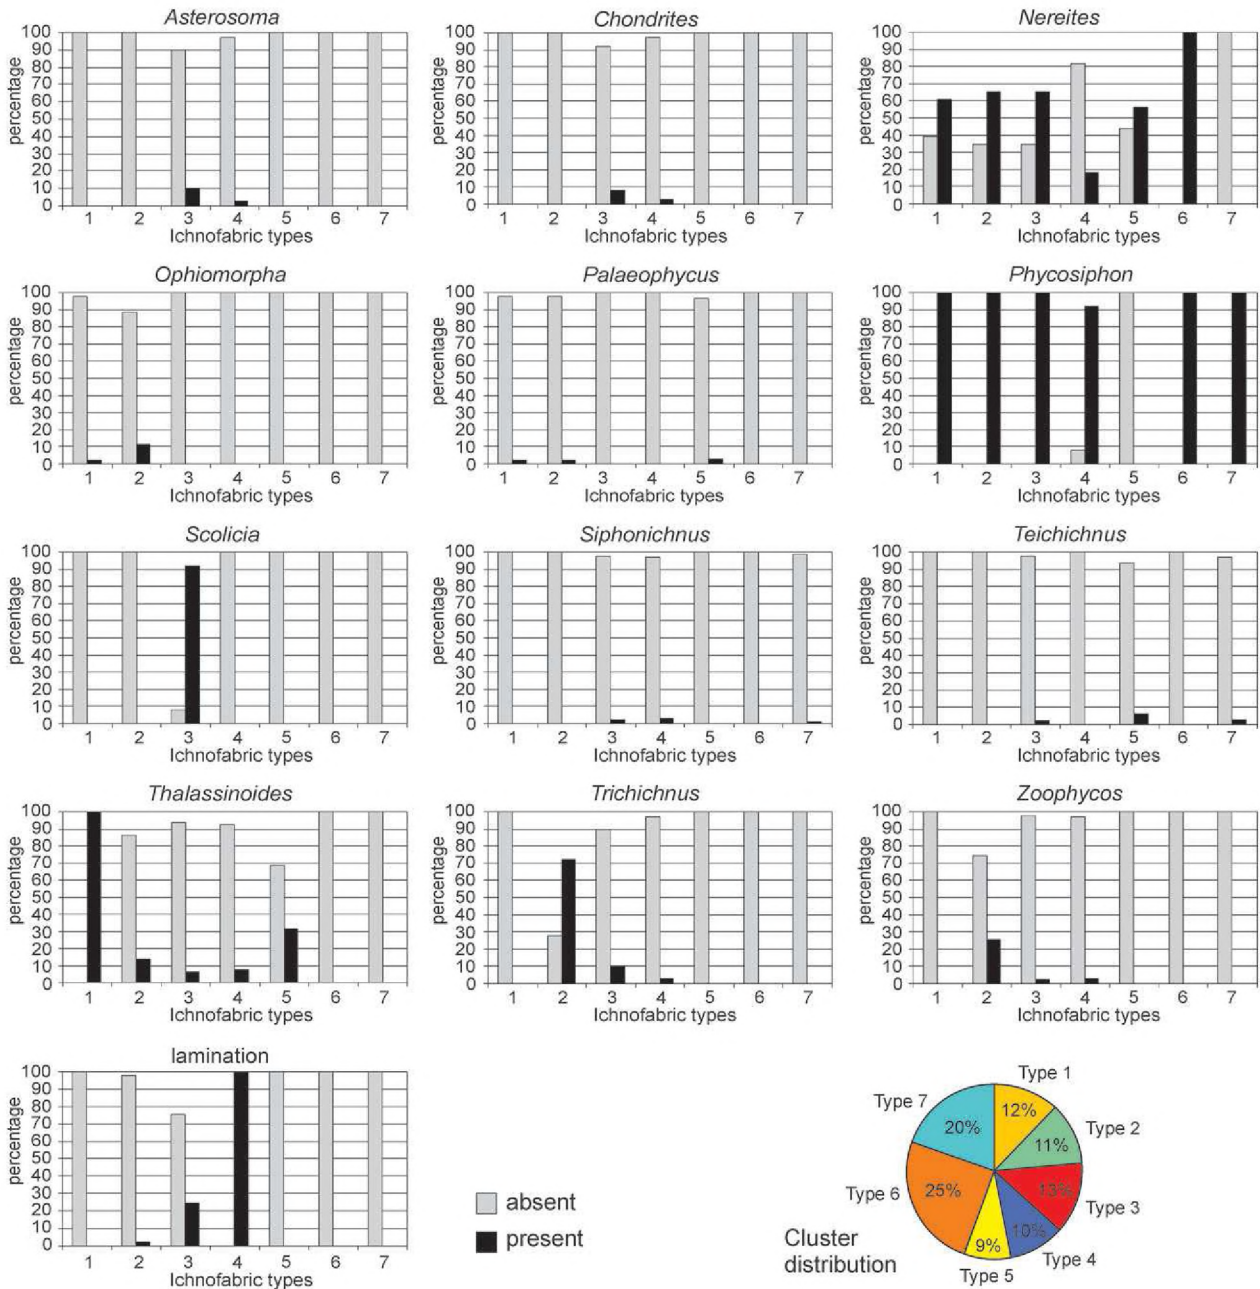 Asterosoma
percentage
100
90
80
70
60
50
40
30
20
10
0
1 2 3 4 5 6 7
Ichnofabric types
Chondrites
percentage
100
90
80
70
60
50
40
30
20
10
0
1 2 3 4 5 6 7
Ichnofabric types
Nereites
percentage
100
90
80
70
60
50
40
30
20
10
0
1 2 3 4 5 6 7
Ichnofabric types
Ophiomorpha
percentage
100
90
80
70
60
50
40
30
20
10
0
1 2 3 4 5 6 7
Ichnofabric types
Palaeophycus
percentage
100
90
80
70
60
50
40
30
20
10
0
1 2 3 4 5 6 7
Ichnofabric types
Phycosiphon
percentage
100
90
80
70
60
50
40
30
20
10
0
1 2 3 4 5 6 7
Ichnofabric types
Scolicia
percentage
100
90
80
70
60
50
40
30
20
10
0
1 2 3 4 5 6 7
Ichnofabric types
Siphonichnus
percentage
100
90
80
70
60
50
40
30
20
10
0
1 2 3 4 5 6 7
Ichnofabric types
Teichichnus
percentage
100
90
80
70
60
50
40
30
20
10
0
1 2 3 4 5 6 7
Ichnofabric types
Thalassinoides
percentage
100
90
80
70
60
50
40
30
20
10
0
1 2 3 4 5 6 7
Ichnofabric types
Trichichnus
percentage
100
90
80
70
60
50
40
30
20
10
0
1 2 3 4 5 6 7
Ichnofabric types
Zoophycos
percentage
100
90
80
70
60
50
40
30
20
10
0
1 2 3 4 5 6 7
Ichnofabric types
lamination
percentage
100
90
80
70
60
50
40
30
20
10
0
1 2 3 4 5 6 7
Ichnofabric types
absent
present
Cluster
distribution
Type 1
12%
Type 2
11%
Type 3
13%
Type 4
10%
Type 5
9%
Type 6
25%
Type 7
20%